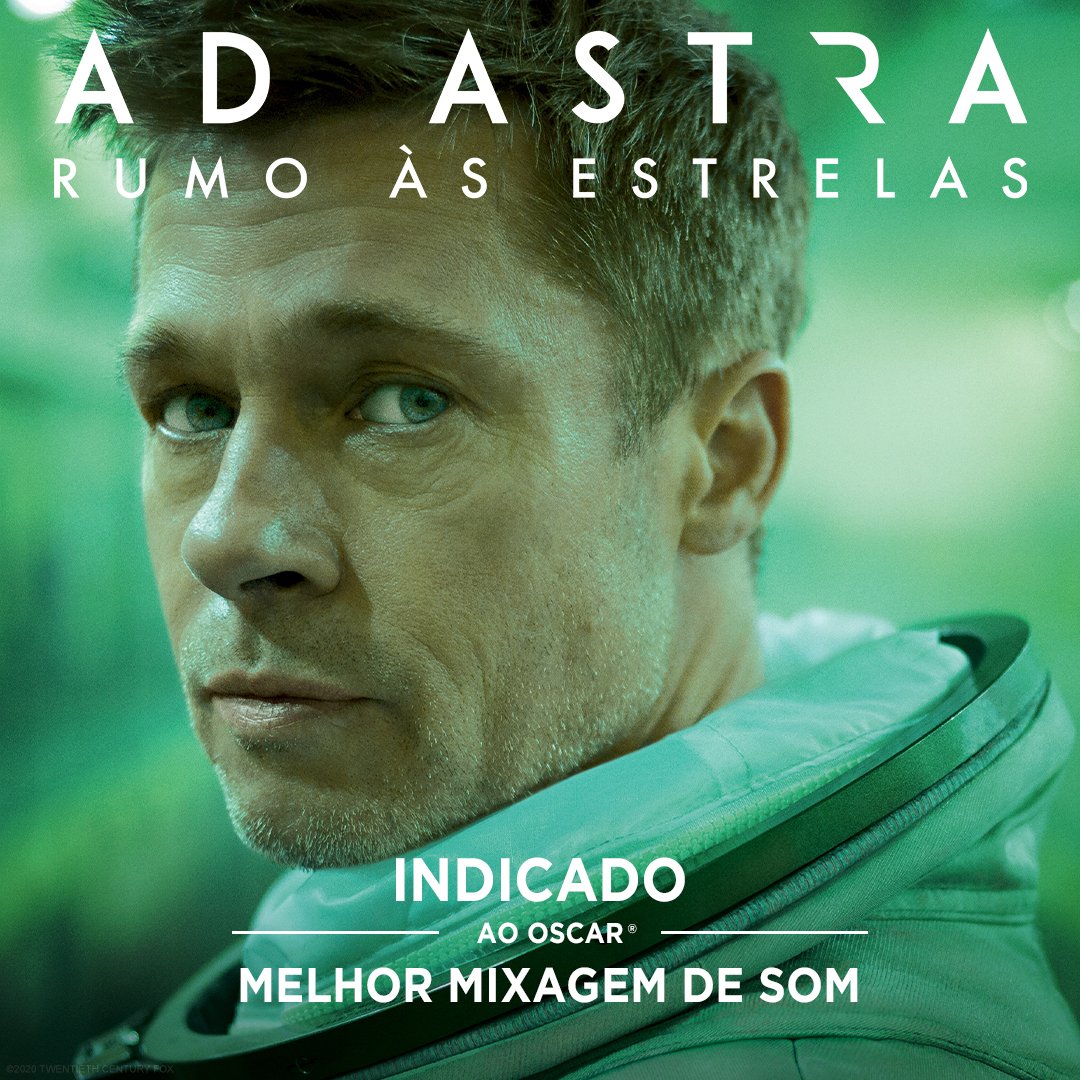 AD ASTRA
RUMO ÀS ESTRELAS
INDICADO
AO OSCAR®
MELHOR MIXAGEM DE SOM
©2020 TWENTIETH CENTURY FOX